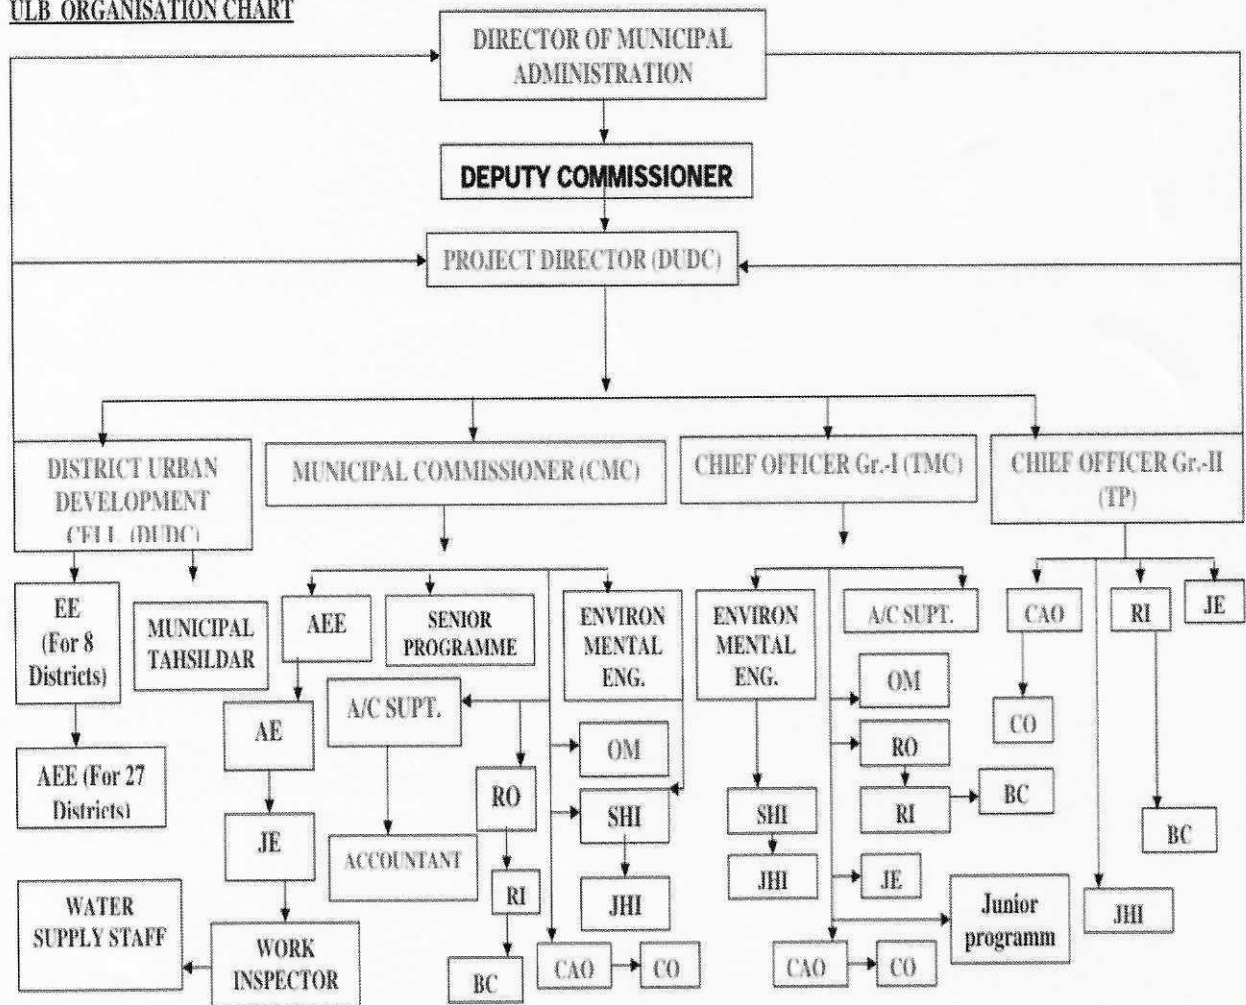 ULB ORGANISATION CHART
DIRECTOR OF MUNICIPAL
ADMINISTRATION
DEPUTY COMMISSIONER
PROJECT DIRECTOR (DUDC)
DISTRICT URBAN
DEVELOPMENT
CELL (DUDC)
MUNICIPAL COMMISSIONER (CMC)
CHIEF OFFICER Gr.-I (TMC)
CHIEF OFFICER Gr.-II
(TP)
EE
(For 8
Districts)
MUNICIPAL
TAHSILDAR
AEE
SENIOR
PROGRAMME
ENVIRON
MENTAL
ENG.
ENVIRON
MENTAL
ENG.
A/C SUPT.
CAO
RI
JE
A/C SUPT.
OM
AE
OM
CO
RO
AEE (For 27
Districts)
RO
SHI
SHI
RI
BC
BC
JE
ACCOUNTANT
RI
JHI
JHI
JE
Junior
programm
JHI
WATER
SUPPLY STAFF
WORK
INSPECTOR
BC
CAO
CO
CAO
CO